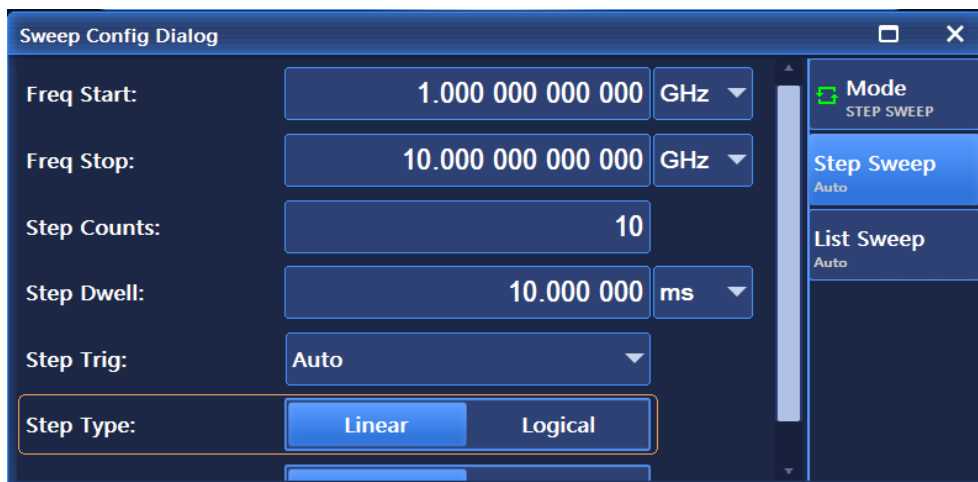 Sweep Config Dialog
Freq Start: 1.000 000 000 000 GHz
Freq Stop: 10.000 000 000 000 GHz
Step Counts: 10
Step Dwell: 10.000 000 ms
Step Trig: Auto
Step Type: Linear Logical
Mode
STEP SWEEP
Step Sweep
Auto
List Sweep
Auto